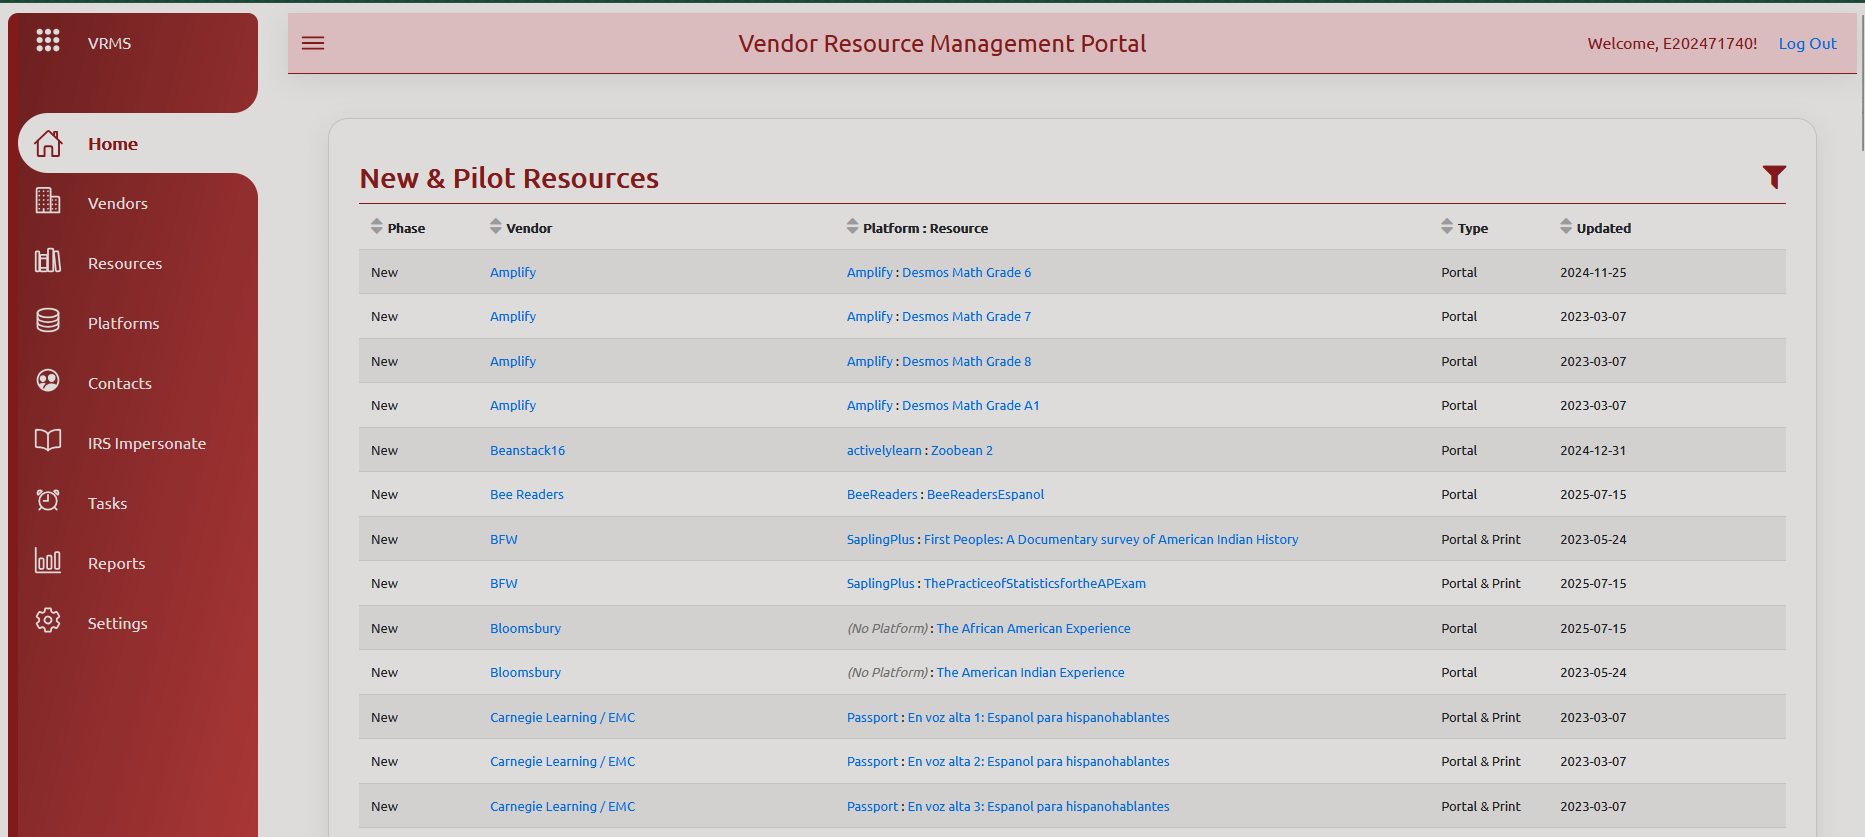 VRMS
Home
Vendors
Resources
Platforms
Contacts
IRS Impersonate
Tasks
Reports
Settings
Vendor Resource Management Portal
Welcome, E202471740! Log Out
New & Pilot Resources
Phase Vendor Platform : Resource Type Updated
New Amplify Amplify : Desmos Math Grade 6 Portal 2024-11-25
New Amplify Amplify : Desmos Math Grade 7 Portal 2023-03-07
New Amplify Amplify : Desmos Math Grade 8 Portal 2023-03-07
New Amplify Amplify : Desmos Math Grade A1 Portal 2023-03-07
New Beanstack16 activelylearn : Zoobean 2 Portal 2024-12-31
New Bee Readers BeeReaders : BeeReadersEspanol Portal 2025-07-15
New BFW SaplingPlus : First Peoples: A Documentary survey of American Indian History Portal & Print 2023-05-24
New BFW SaplingPlus : ThePracticeofStatisticsfortheAPExam Portal & Print 2025-07-15
New Bloomsbury (No Platform) : The African American Experience Portal 2025-07-15
New Bloomsbury (No Platform) : The American Indian Experience Portal 2023-05-24
New Carnegie Learning / EMC Passport : En voz alta 1: Espanol para hispanohablantes Portal & Print 2023-03-07
New Carnegie Learning / EMC Passport : En voz alta 2: Espanol para hispanohablantes Portal & Print 2023-03-07
New Carnegie Learning / EMC Passport : En voz alta 3: Espanol para hispanohablantes Portal & Print 2023-03-07